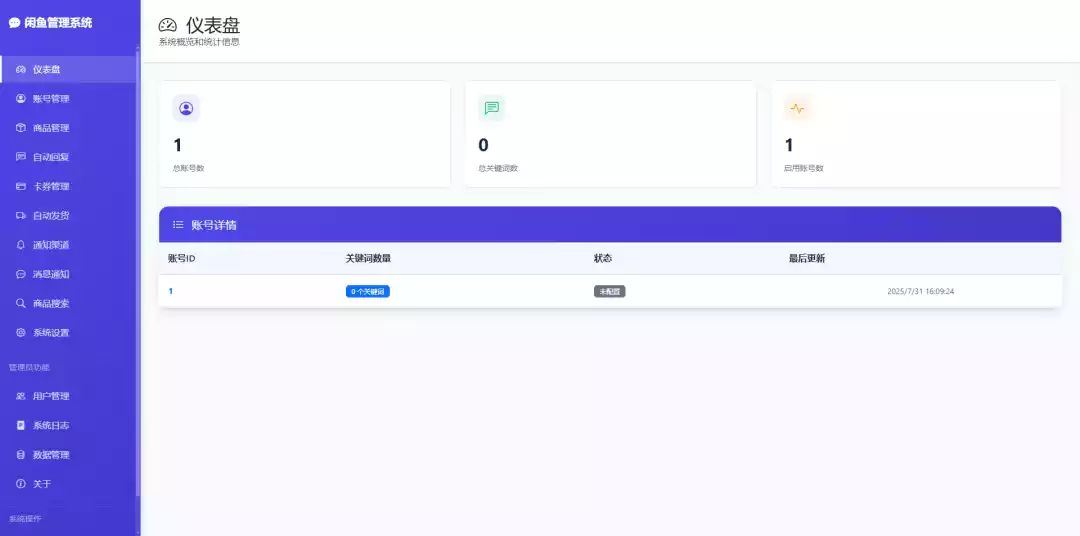 闲鱼管理系统
仪表盘
账号管理
商品管理
自动回复
卡券管理
自动发货
通知渠道
消息通知
商品搜索
系统设置
管理员功能
用户管理
系统日志
数据管理
关于
系统操作
仪表盘
系统概览和统计信息
1
总账号数
0
总关键词数
1
启用账号数
账号详情
账号ID 关键词数量 状态 最后更新
1 0 个关键词 未配置 2025/7/31 16:09:24